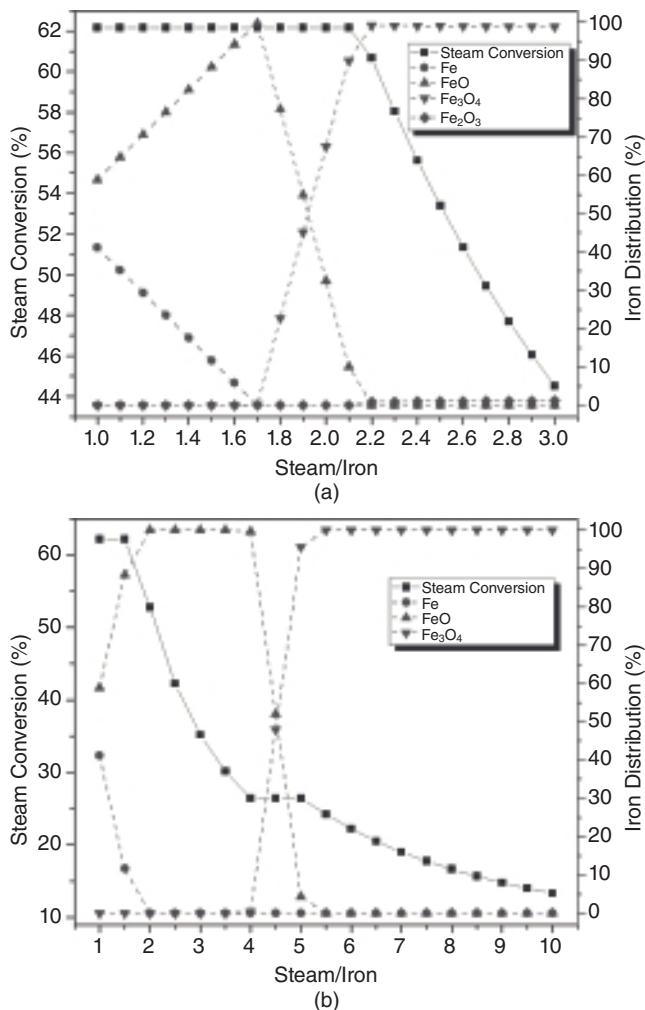 62
60
58
56
54
52
50
48
46
44
Steam Conversion (%)
100
90
80
70
60
50
40
30
20
10
0
Iron Distribution (%)
Steam Conversion
Fe
FeO
Fe₃O₄
Fe₂O₃
1.0 1.2 1.4 1.6 1.8 2.0 2.2 2.4 2.6 2.8 3.0
Steam/Iron
(a)
60
50
40
30
20
10
Steam Conversion (%)
100
90
80
70
60
50
40
30
20
10
0
Iron Distribution (%)
Steam Conversion
Fe
FeO
Fe₃O₄
1 2 3 4 5 6 7 8 9 10
Steam/Iron
(b)